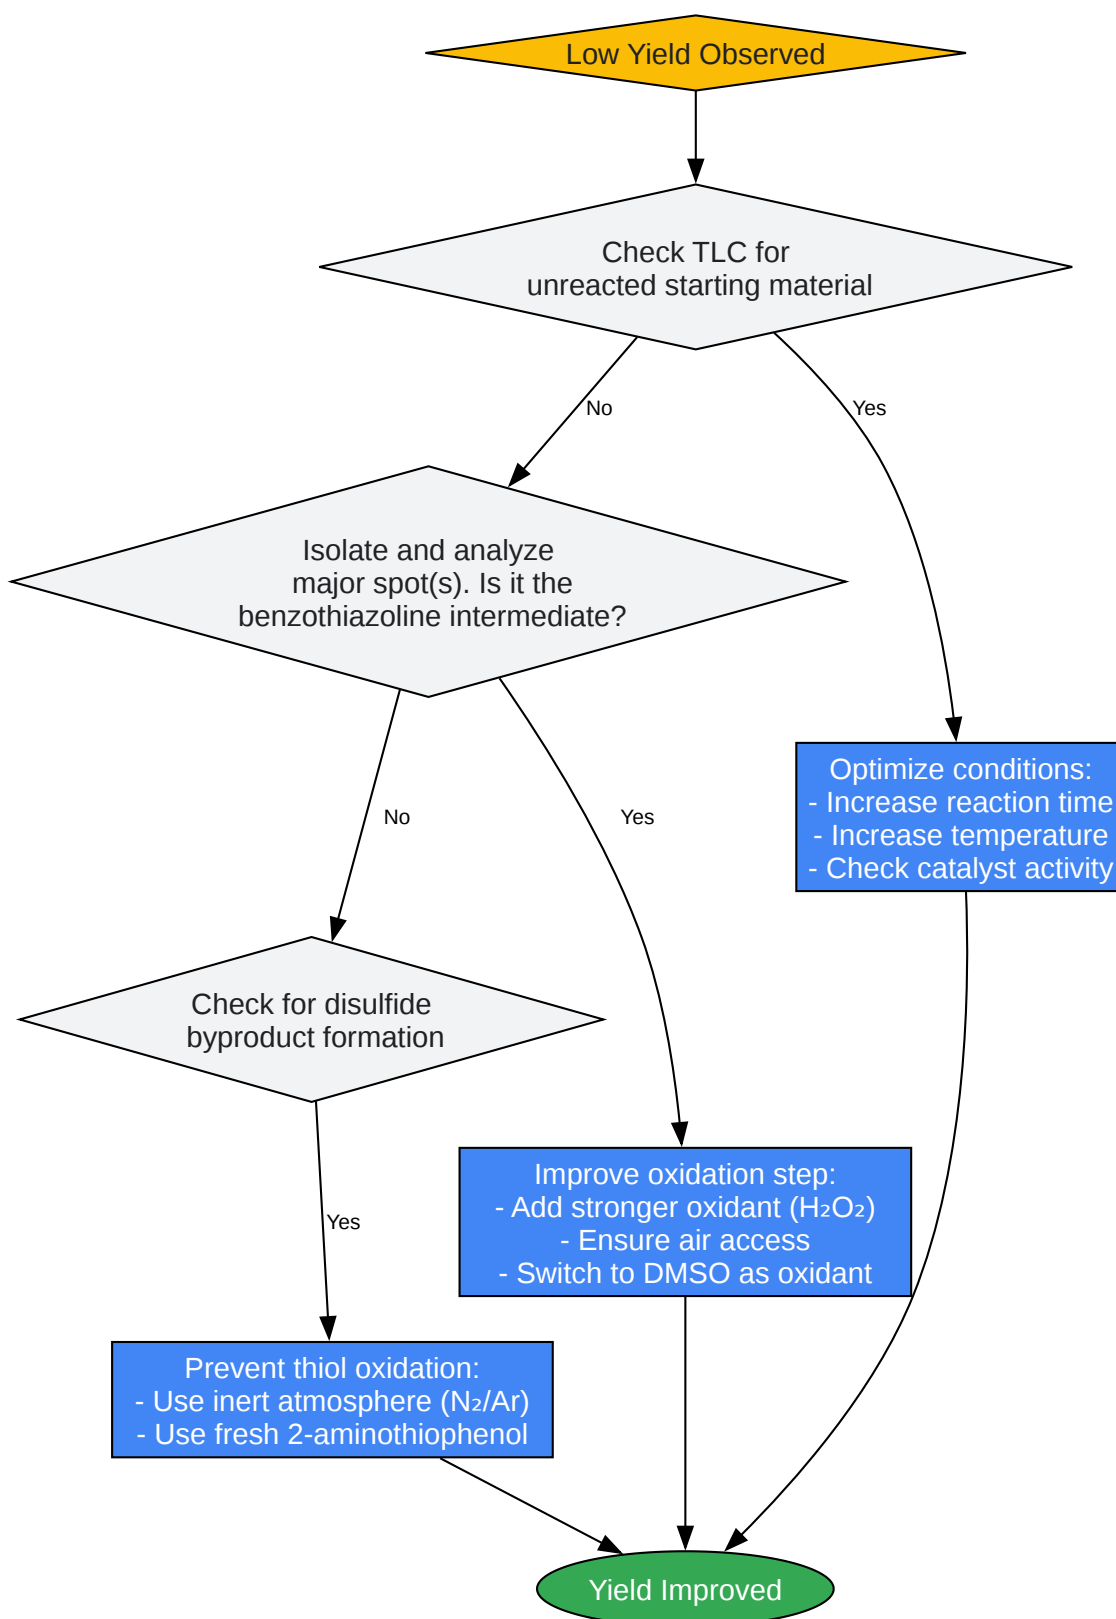 Low Yield Observed
Check TLC for
unreacted starting material
No
Yes
Isolate and analyze
major spot(s). Is it the
benzothiazoline intermediate?
Optimize conditions:
- Increase reaction time
- Increase temperature
- Check catalyst activity
No
Yes
Check for disulfide
byproduct formation
Improve oxidation step:
- Add stronger oxidant (H₂O₂)
- Ensure air access
- Switch to DMSO as oxidant
Yes
Prevent thiol oxidation:
- Use inert atmosphere (N₂/Ar)
- Use fresh 2-aminothiophenol
Yield Improved